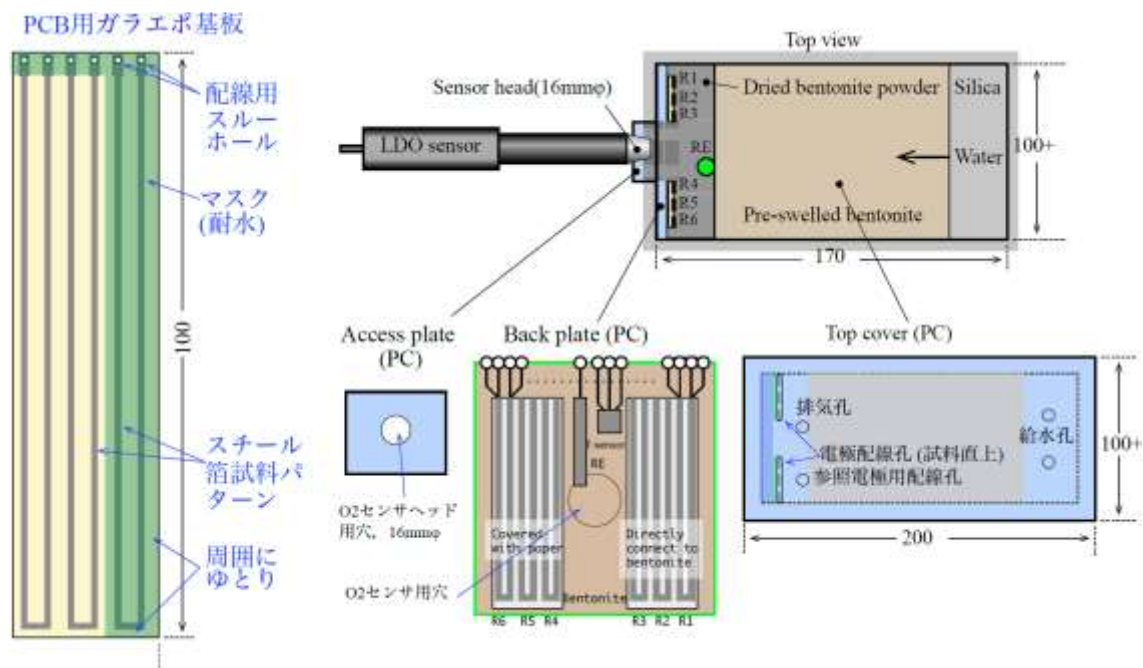 PCB用ガラエポ基板
配線用
スルー
ホール
マスク
(耐水)
100
スチール
箔試料パ
ターン
周囲に
ゆとり
Top view
Sensor head(16mmφ)
LDO sensor
R1
R2
R3
RE
R4
R5
R6
Dried bentonite powder
Silica
Water
Pre-swelled bentonite
100+
170
Access plate
(PC)
O2センサヘッド
用穴，16mmφ
O2センサ用穴
Back plate (PC)
sensor
RE
Covered
with paper
Directly
connect to
bentonite
Bentonite
R6 R5 R4 R3 R2 R1
Top cover (PC)
排気孔
給水孔
電極配線孔 (試料直上)
参照電極用配線孔
100+
200